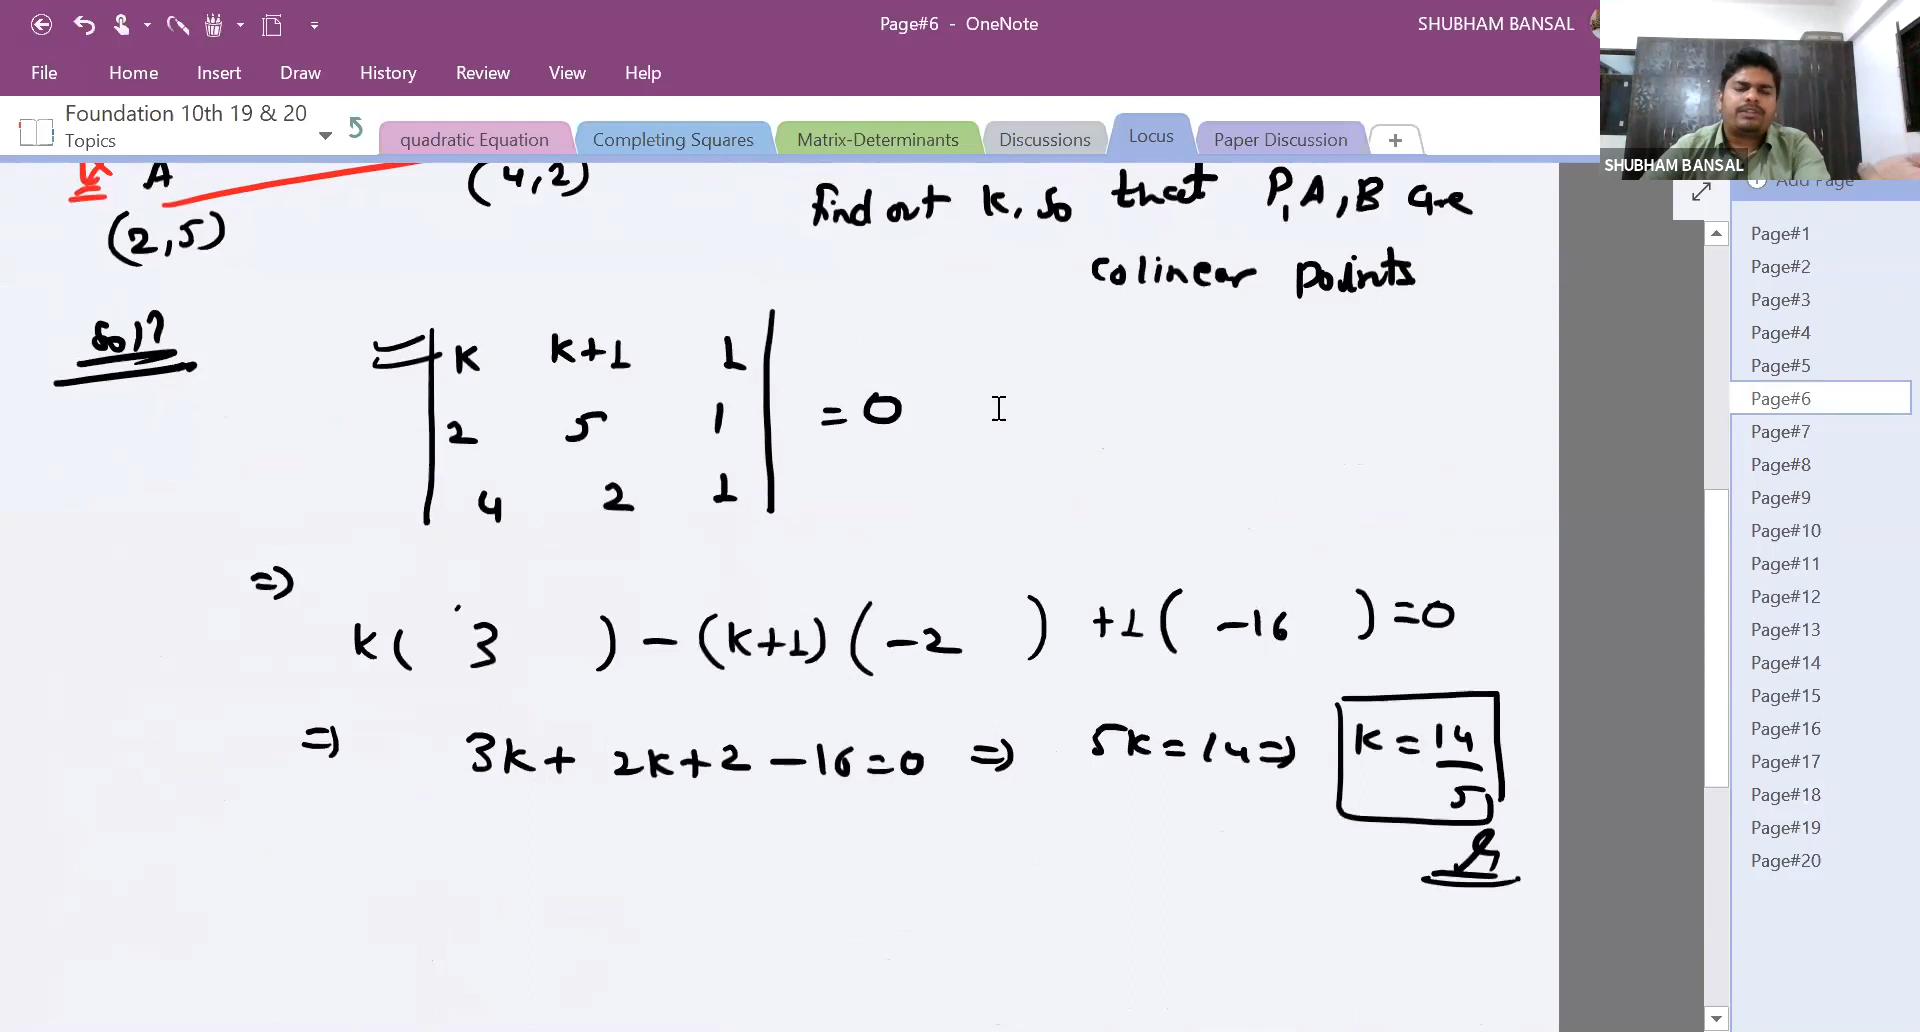 Page#6 - OneNote
SHUBHAM BANSAL
File Home Insert Draw History Review View Help
SHUBHAM BANSAL
Foundation 10th 19 & 20
Topics
quadratic Equation Completing Squares Matrix-Determinants Discussions Locus Paper Discussion +
Add Page
Page#1
Page#2
Page#3
Page#4
Page#5
Page#6
Page#7
Page#8
Page#9
Page#10
Page#11
Page#12
Page#13
Page#14
Page#15
Page#16
Page#17
Page#18
Page#19
Page#20
A (4,2)
(2,5)
find out k, so that P, A, B are
colinear points
Sol?
k k+1 1
2 5 1 = 0
4 2 1
⇒
k( 3 ) - (k+1)( -2 ) +1( -16 ) =0
⇒ 3k+ 2k+2 -16=0 ⇒ 5k=14⇒ k=14/5